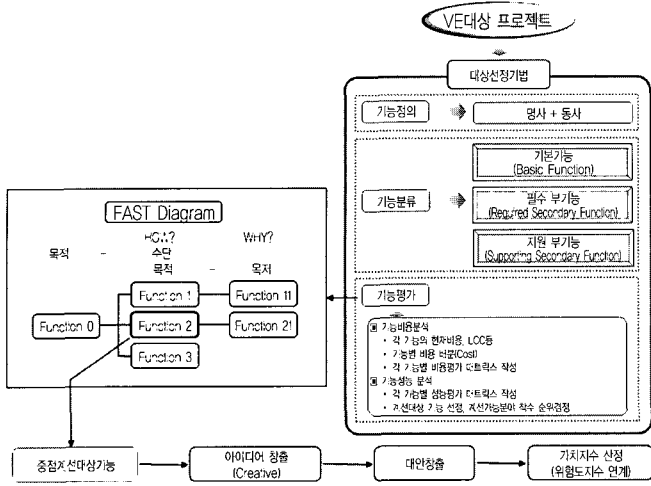 VE대상 프로젝트
대상선정기법
기능정의
명사 + 동사
기능분류
기본기능
(Basic Function)
필수 부기능
(Required Secondary Function)
지원 부기능
(Supporting Secondary Function)
기능평가
▣ 기능비용분석
• 각 기능의 현재비용, LCC등
• 기능별 비용 배분(Cost)
• 각 기능별 비용평가 매트릭스 작성
▣ 기능성능 분석
• 각 기능별 성능평가 매트릭스 작성
• 개선대상 기능 선정, 개선가능분야 착수 순위결정
FAST Diagram
HOW? WHY?
목적 - 수단
목적 - 목적
Function 1 Function 11
Function 0 Function 2 Function 21
Function 3
중점개선대상기능
아이디어 창출
(Creative)
대안창출
가치지수 산정
(위험도지수 연계)